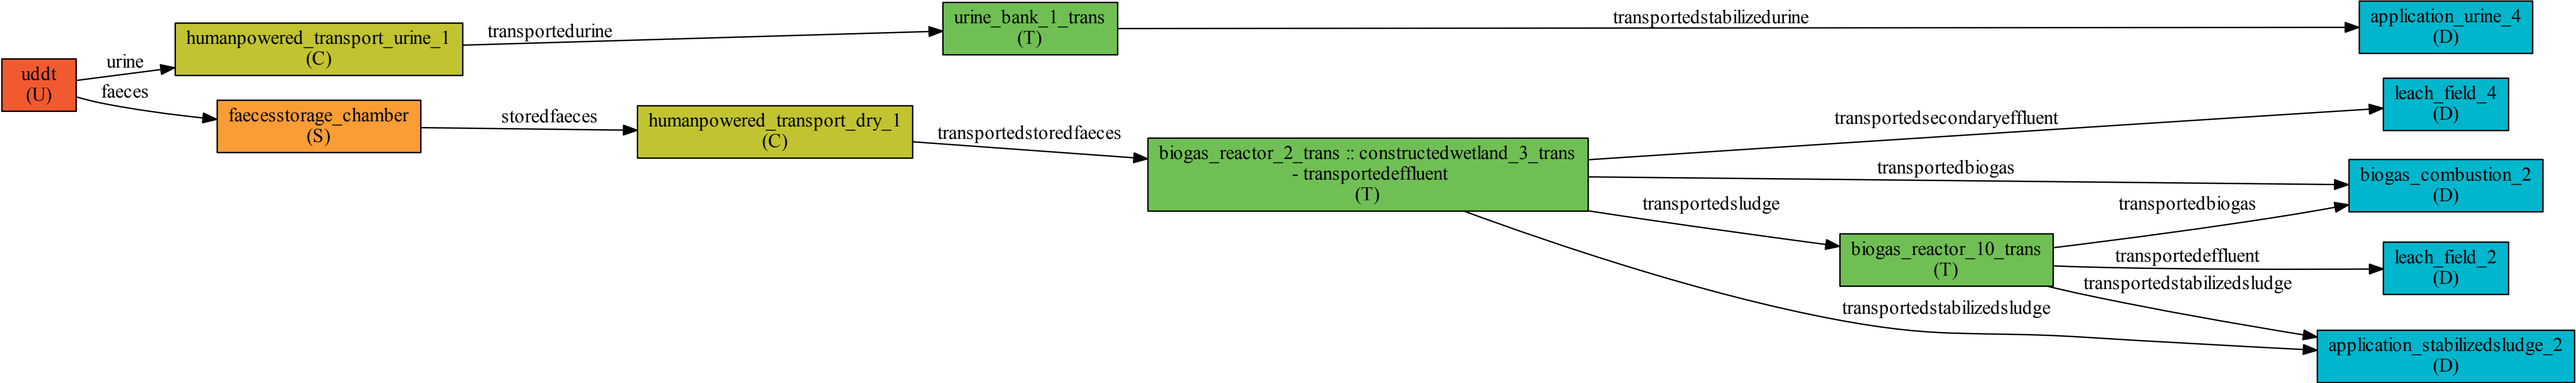 uddt
(U)
urine
faeces
humanpowered_transport_urine_1
(C)
transportedurine
urine_bank_1_trans
(T)
transportedstabilizedurine
application_urine_4
(D)
faecesstorage_chamber
(S)
storedfaeces
humanpowered_transport_dry_1
(C)
transportedstoredfaeces
biogas_reactor_2_trans :: constructedwetland_3_trans
- transportedeffluent
(T)
transportedsecondaryeffluent
leach_field_4
(D)
transportedbiogas
biogas_combustion_2
(D)
transportedsludge
biogas_reactor_10_trans
(T)
transportedbiogas
transportedeffluent
leach_field_2
(D)
transportedstabilizedsludge
transportedstabilizedsludge
application_stabilizedsludge_2
(D)